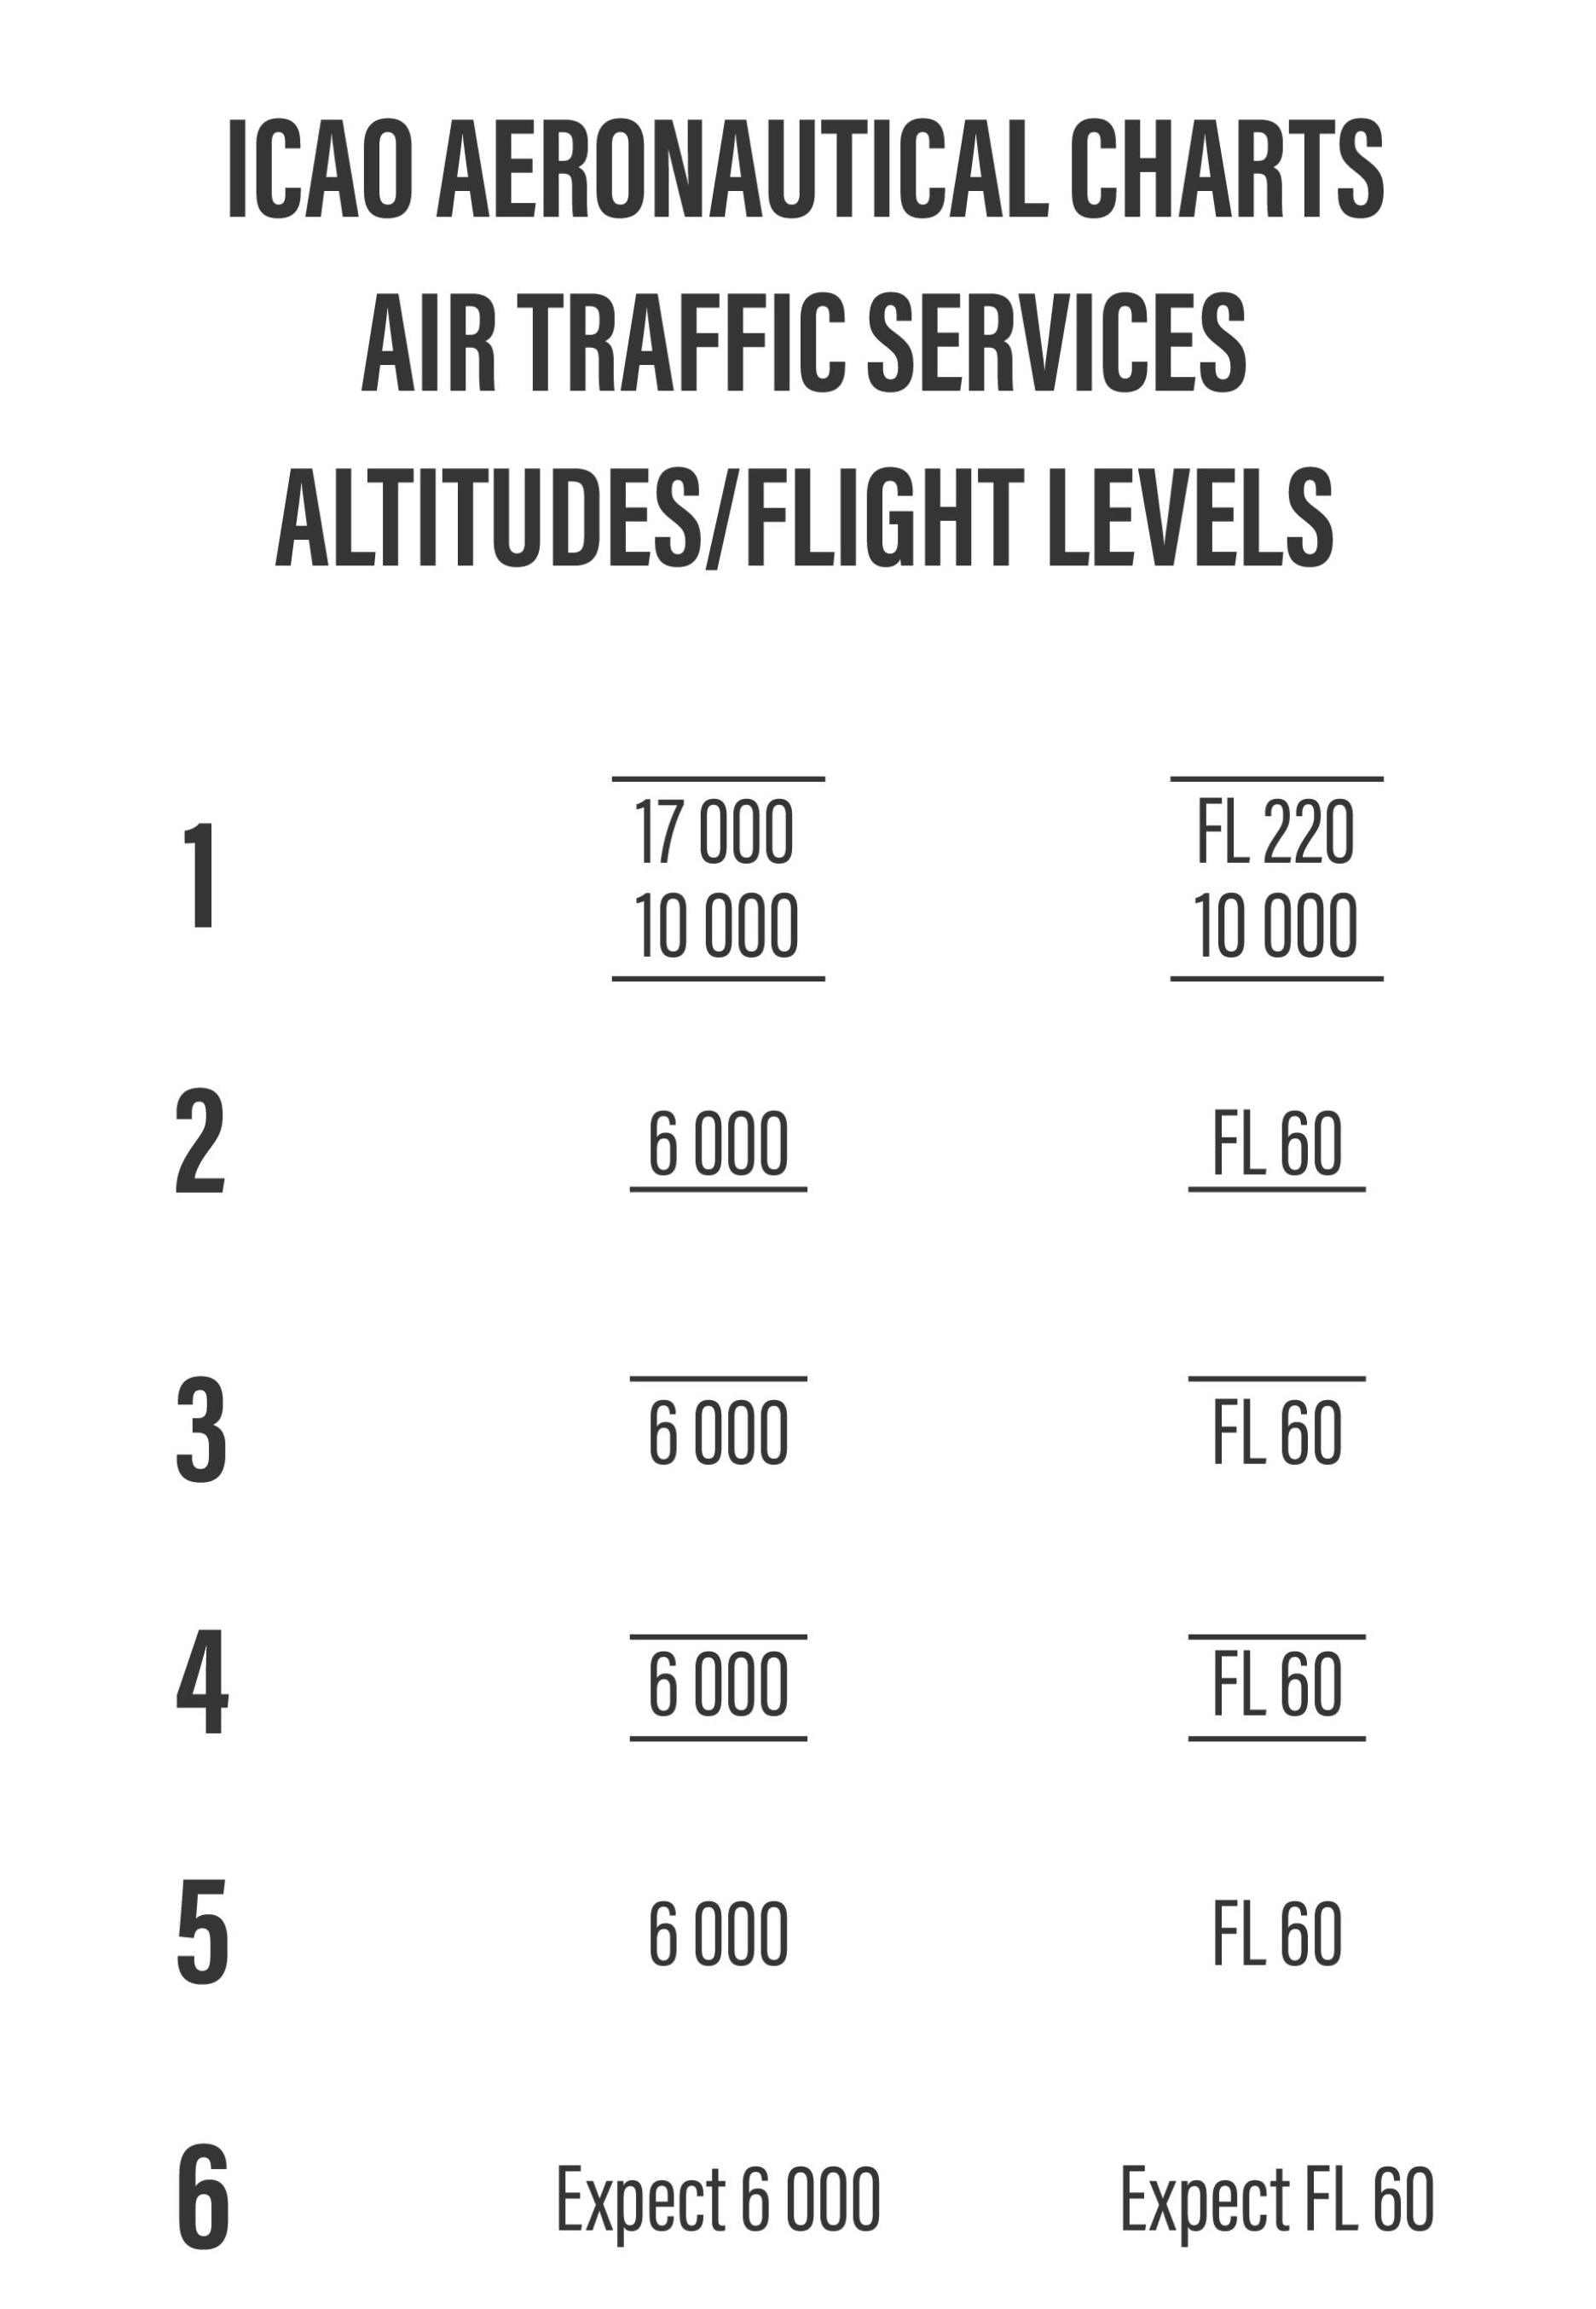 ICAO AERONAUTICAL CHARTS
AIR TRAFFIC SERVICES
ALTITUDES/FLIGHT LEVELS
1
17 000
10 000
FL 220
10 000
2
6 000
FL 60
3
6 000
FL 60
4
6 000
FL 60
5
6 000
FL 60
6
Expect 6 000
Expect FL 60